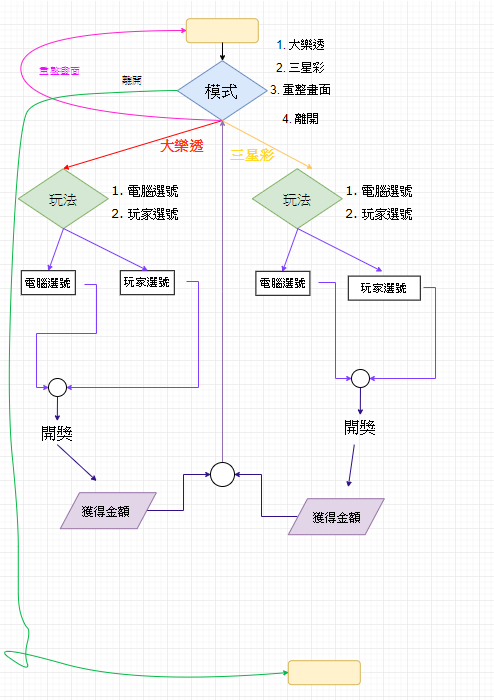 1. 大樂透
2. 三星彩
3. 重整畫面
4. 離開
重整畫面
離開
模式
大樂透
三星彩
玩法
1. 電腦選號
2. 玩家選號
玩法
1. 電腦選號
2. 玩家選號
電腦選號
玩家選號
電腦選號
玩家選號
開獎
開獎
獲得金額
獲得金額